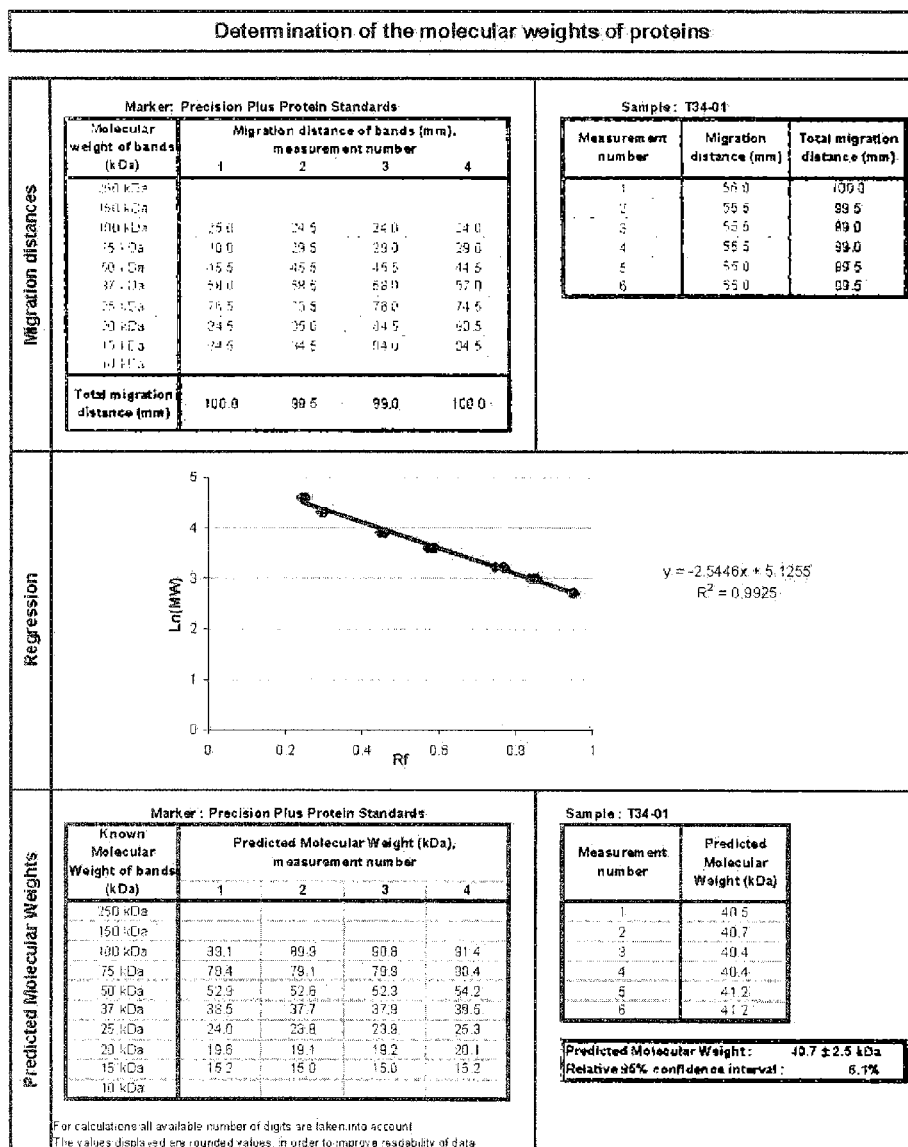 Determination of the molecular weights of proteins
Migration distances
Marker: Precision Plus Protein Standards
Molecular weight of bands (kDa) Migration distance of bands (mm), measurement number
1 2 3 4
250 kDa
150 kDa
100 kDa 25.0 24.5 24.0 24.0
75 kDa 29.5 29.0 29.0
50 kDa 45.5 45.5 45.5 44.5
37 kDa 58.5 58.0 57.0
25 kDa 76.5 76.0 74.5
20 kDa 84.5 85.0 84.5 83.5
15 kDa 94.5 94.5 94.0 94.5
10 kDa
Total migration distance (mm) 100.0 99.5 99.0 100.0
Sample : T34-01
Measurement number Migration distance (mm) Total migration distance (mm)
1 56.0 100.0
2 55.5 99.5
3 55.5 99.0
4 55.5 99.0
5 55.0 99.5
6 55.0 99.5
Regression
Ln(MW)
5
4
3
2
1
0
0 0.2 0.4 0.6 0.8 1
Rf
y = -2.5446x + 5.1255
R² = 0.9925
Predicted Molecular Weights
Marker : Precision Plus Protein Standards
Known Molecular Weight of bands (kDa) Predicted Molecular Weight (kDa), measurement number
1 2 3 4
250 kDa
150 kDa
100 kDa 89.9 90.8 91.4
75 kDa 78.4 79.1 79.9 80.4
50 kDa 52.9 52.6 52.3 54.2
37 kDa 38.5 37.7 37.9 39.5
25 kDa 24.0 23.8 23.8 25.3
20 kDa 19.6 19.1 19.2 20.1
15 kDa 15.2 15.0 15.0 15.2
10 kDa
Sample : T34-01
Measurement number Predicted Molecular Weight (kDa)
1 40.5
2 40.7
3 40.4
4 40.4
5 41.2
6 41.2
Predicted Molecular Weight : 40.7 ± 2.5 kDa
Relative 95% confidence interval : 6.1%
For calculations all available number of digits are taken into account
The values displayed are rounded values, in order to improve readability of data